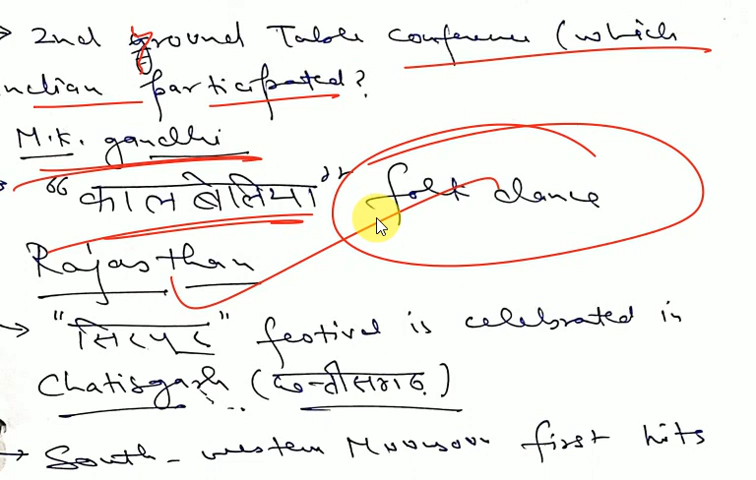 → 2nd ground Table conference (which
Indian participated?
M.K. gandhi
"कालबेलिया" folk dance
Rajasthan
→ "सिरपुर" festival is celebrated in
Chatisgarh (छत्तीसगढ़)
→ South-western Monsoon first hits